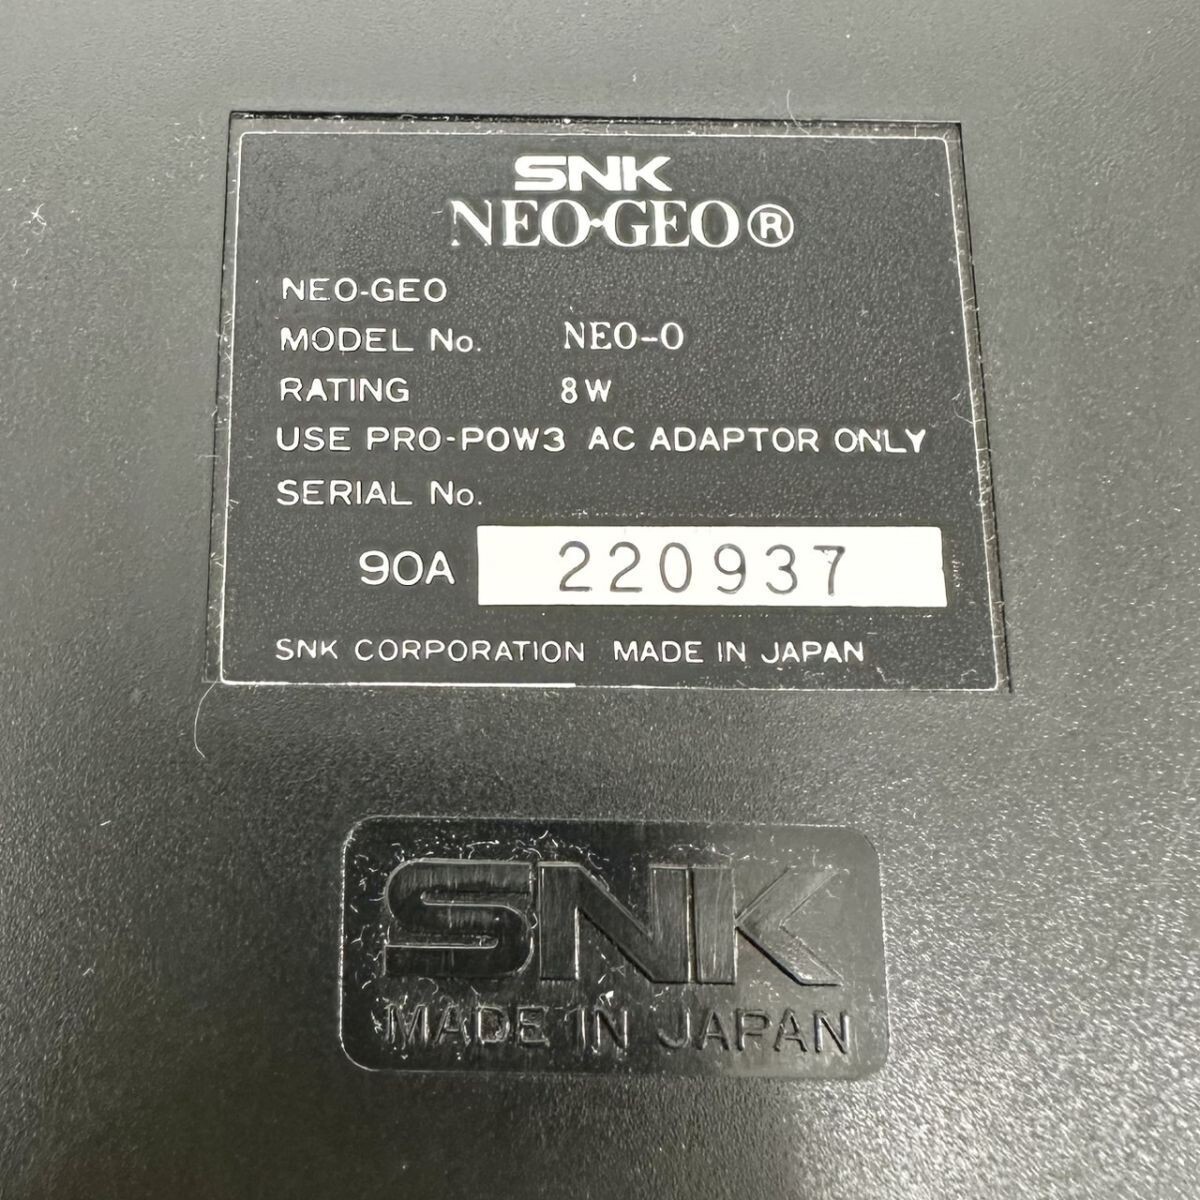 SNK
NEO·GEO®
NEO-GEO
MODEL No. NEO-0
RATING 8W
USE PRO-POW3 AC ADAPTOR ONLY
SERIAL No.
90A 220937
SNK CORPORATION MADE IN JAPAN
SNK
MADE IN JAPAN